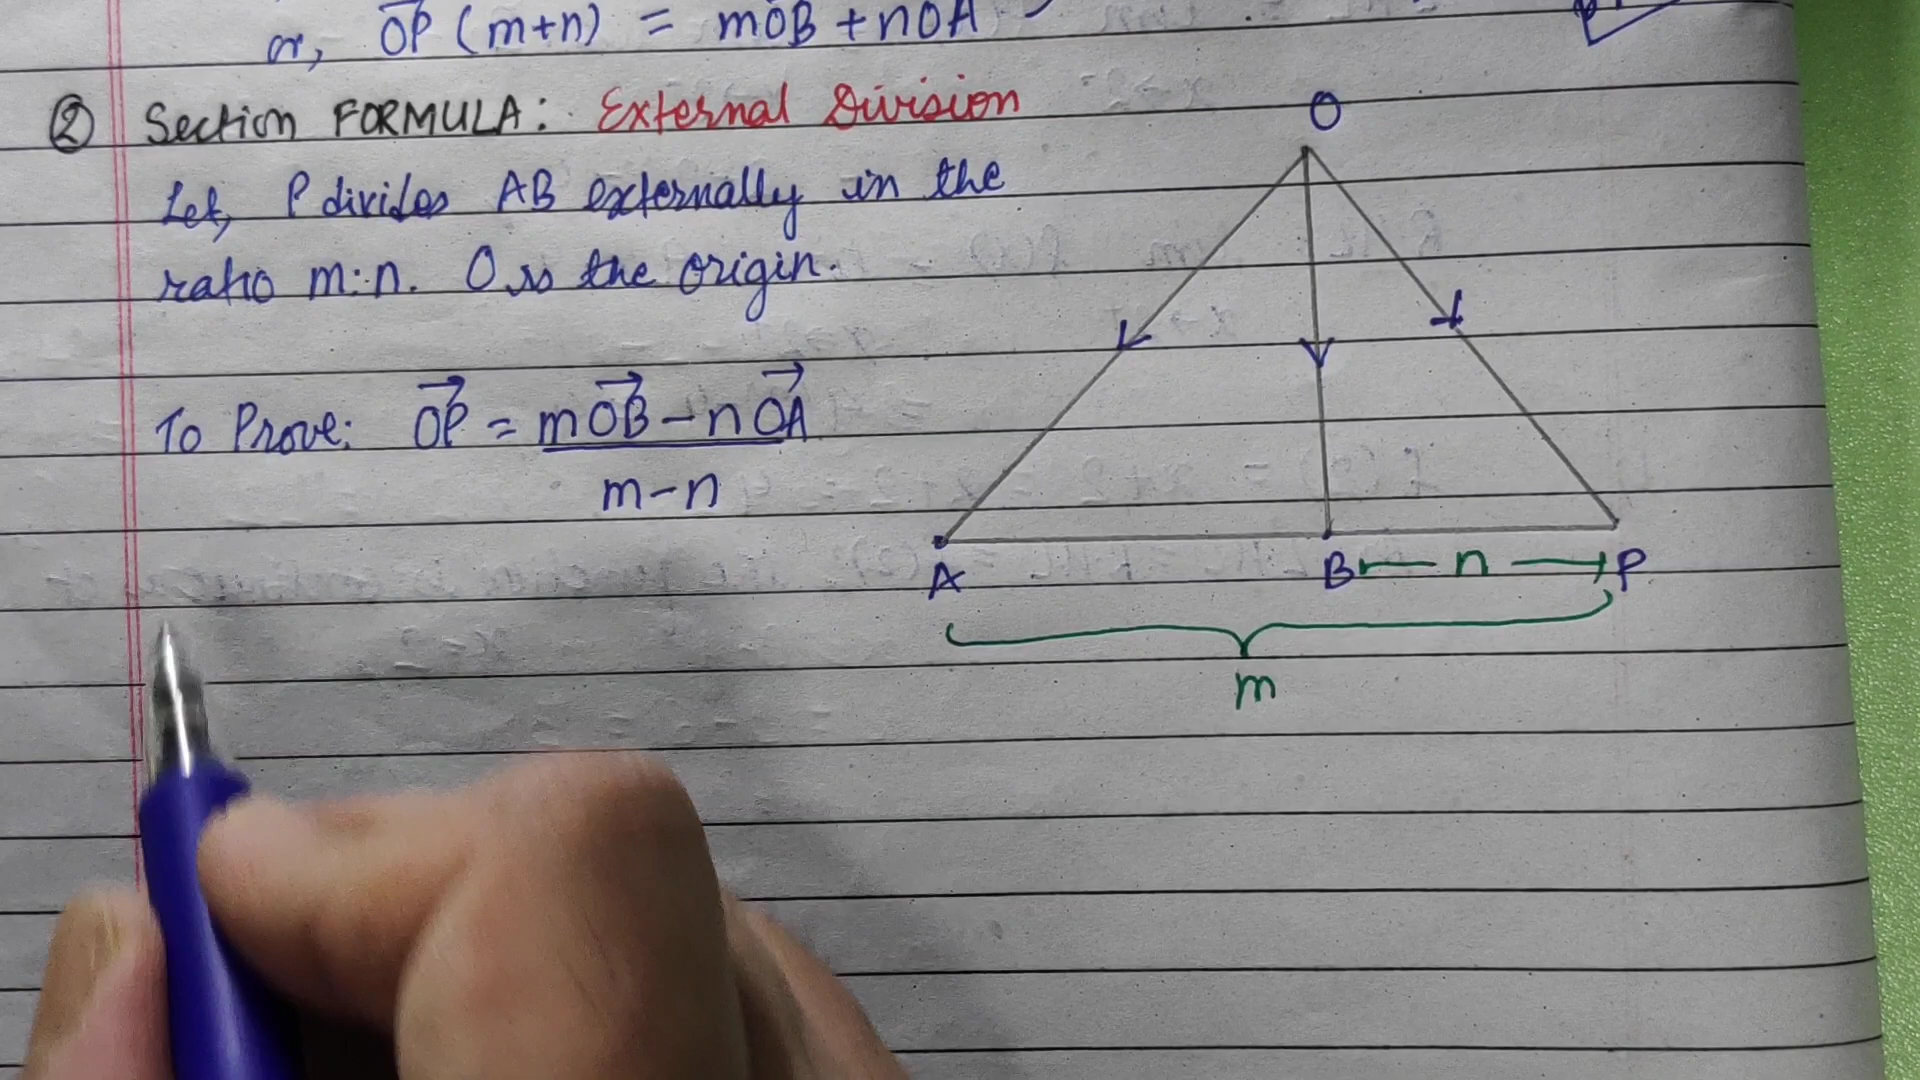 or, OP (m+n) = mOB + nOA
② Section FORMULA: External Division
Let, P divides AB externally in the
ratio m:n. O is the origin.
To Prove: OP = mOB - nOA
m-n
O
A
B
n
P
m